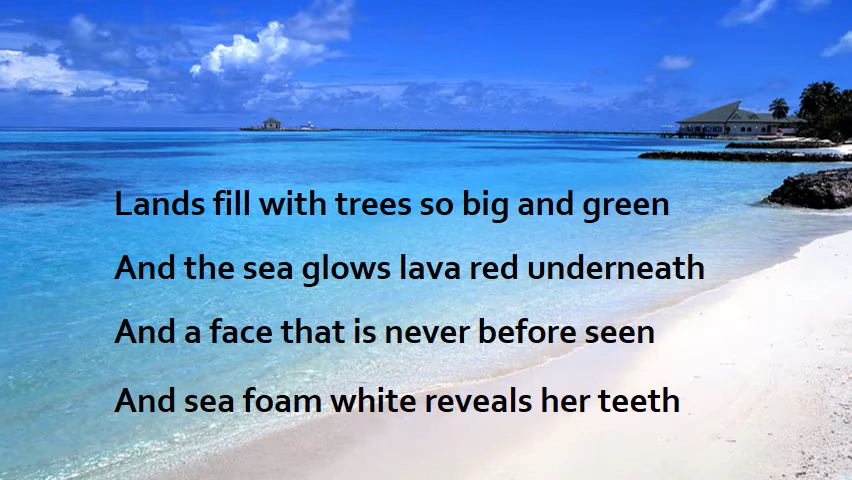 Lands fill with trees so big and green
And the sea glows lava red underneath
And a face that is never before seen
And sea foam white reveals her teeth